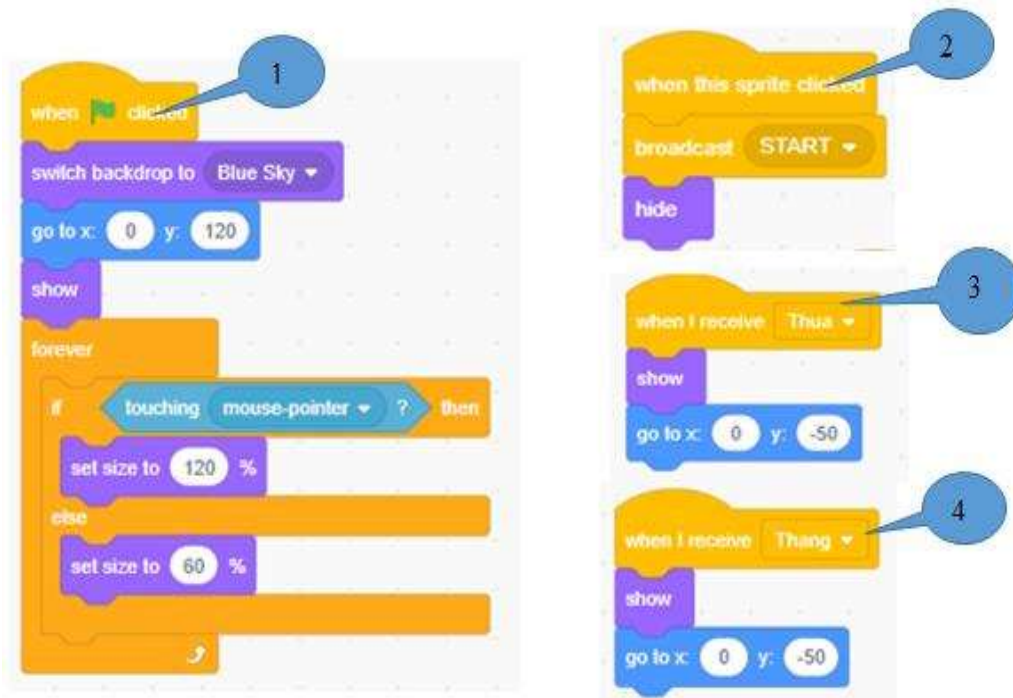 1
when clicked
switch backdrop to Blue Sky
go to x: 0 y: 120
show
forever
if touching mouse-pointer ? then
set size to 120 %
else
set size to 60 %
2
when this sprite clicked
broadcast START
hide
3
when I receive Thua
show
go to x: 0 y: -50
4
when I receive Thang
show
go to x: 0 y: -50